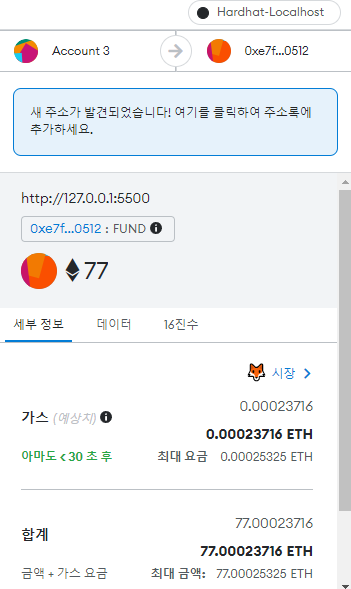 Hardhat-Localhost
Account 3
0xe7f...0512
새 주소가 발견되었습니다! 여기를 클릭하여 주소록에
추가하세요.
http://127.0.0.1:5500
0xe7f...0512 : FUND
77
세부 정보 데이터 16진수
시장
가스 (예상치) 0.00023716
0.00023716 ETH
아마도 < 30 초 후 최대 요금 0.00025325 ETH
합계 77.00023716
77.00023716 ETH
금액 + 가스 요금 최대 금액: 77.00025325 ETH